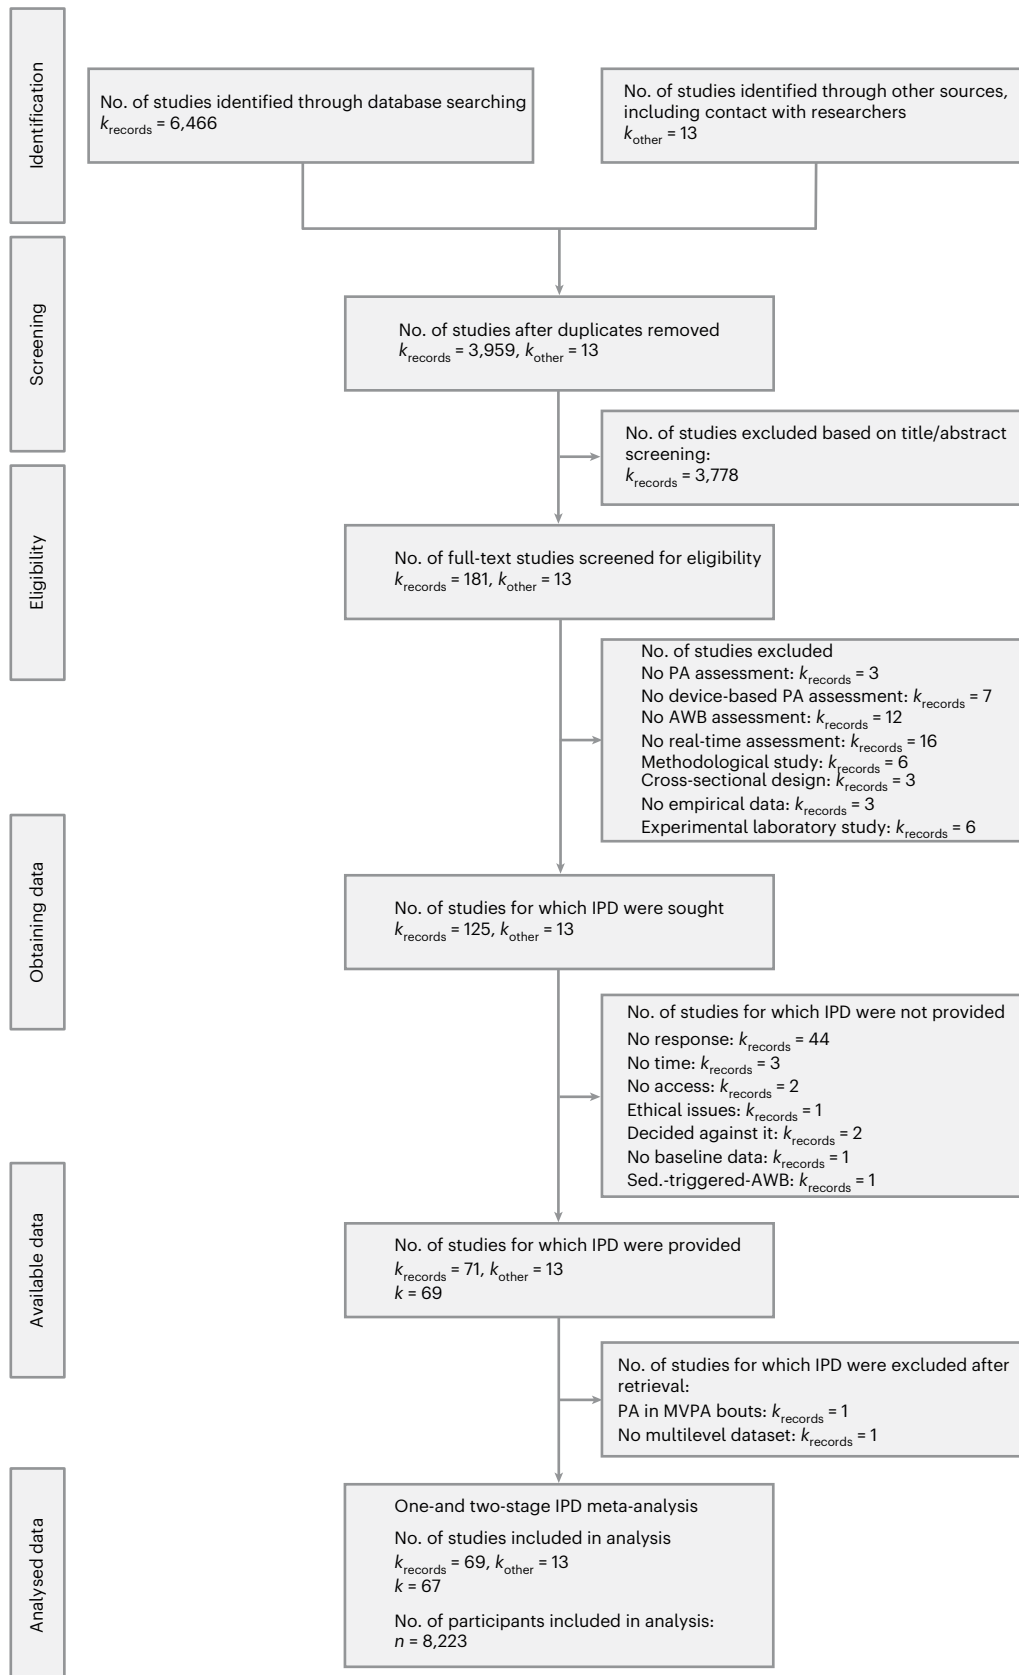 Identification
No. of studies identified through database searching
k_records = 6,466
No. of studies identified through other sources,
including contact with researchers
k_other = 13
Screening
No. of studies after duplicates removed
k_records = 3,959, k_other = 13
No. of studies excluded based on title/abstract
screening:
k_records = 3,778
Eligibility
No. of full-text studies screened for eligibility
k_records = 181, k_other = 13
No. of studies excluded
No PA assessment: k_records = 3
No device-based PA assessment: k_records = 7
No AWB assessment: k_records = 12
No real-time assessment: k_records = 16
Methodological study: k_records = 6
Cross-sectional design: k_records = 3
No empirical data: k_records = 3
Experimental laboratory study: k_records = 6
Obtaining data
No. of studies for which IPD were sought
k_records = 125, k_other = 13
No. of studies for which IPD were not provided
No response: k_records = 44
No time: k_records = 3
No access: k_records = 2
Ethical issues: k_records = 1
Decided against it: k_records = 2
No baseline data: k_records = 1
Sed.-triggered-AWB: k_records = 1
Available data
No. of studies for which IPD were provided
k_records = 71, k_other = 13
k = 69
No. of studies for which IPD were excluded after
retrieval:
PA in MVPA bouts: k_records = 1
No multilevel dataset: k_records = 1
Analysed data
One-and two-stage IPD meta-analysis
No. of studies included in analysis
k_records = 69, k_other = 13
k = 67
No. of participants included in analysis:
n = 8,223